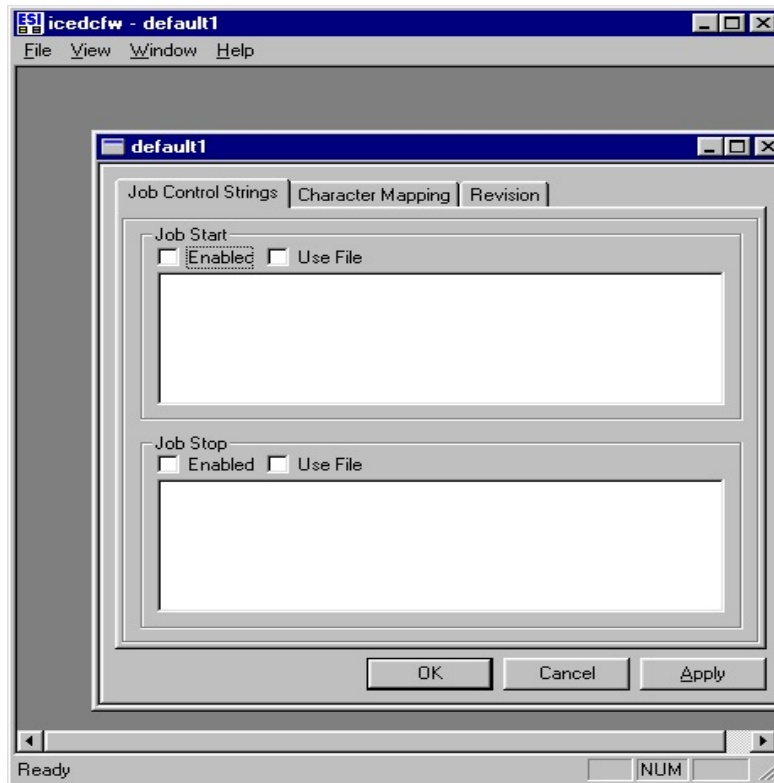 ESI icedcfw - default1
File View Window Help
default1
Job Control Strings Character Mapping Revision
Job Start
Enabled Use File
Job Stop
Enabled Use File
OK Cancel Apply
Ready NUM